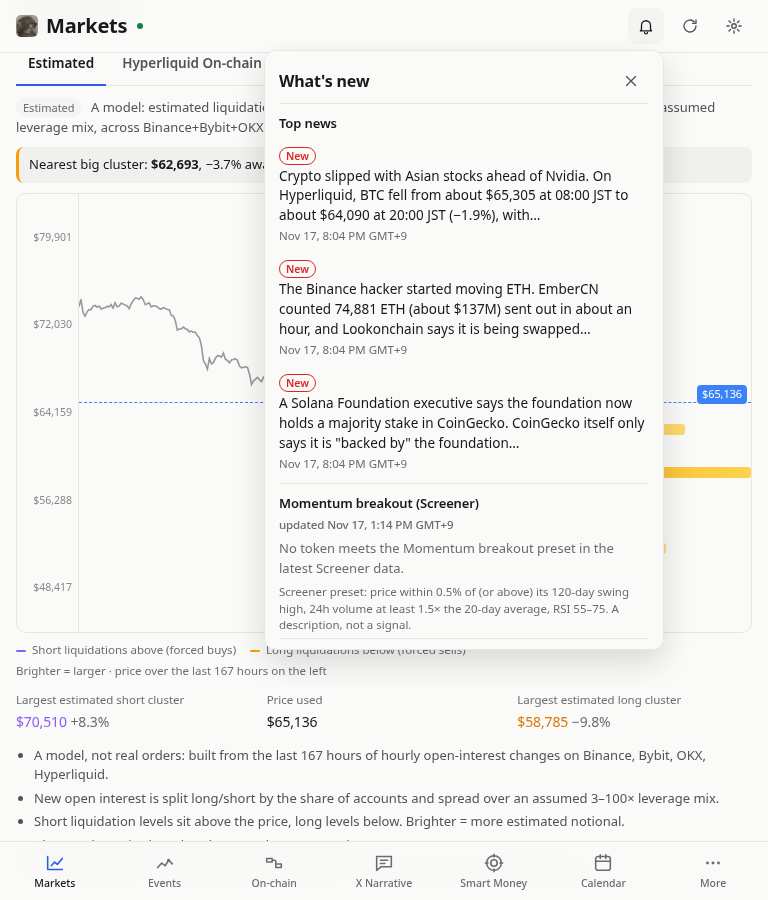 Markets
Estimated Hyperliquid On-chain
Estimated A model: estimated liquidatio assumed
leverage mix, across Binance+Bybit+OKX
Nearest big cluster: $62,693, −3.7% awa
What's new
Top news
New
Crypto slipped with Asian stocks ahead of Nvidia. On
Hyperliquid, BTC fell from about $65,305 at 08:00 JST to
about $64,090 at 20:00 JST (−1.9%), with…
Nov 17, 8:04 PM GMT+9
New
The Binance hacker started moving ETH. EmberCN
counted 74,881 ETH (about $137M) sent out in about an
hour, and Lookonchain says it is being swapped…
Nov 17, 8:04 PM GMT+9
New
A Solana Foundation executive says the foundation now
holds a majority stake in CoinGecko. CoinGecko itself only
says it is "backed by" the foundation…
Nov 17, 8:04 PM GMT+9
Momentum breakout (Screener)
updated Nov 17, 1:14 PM GMT+9
No token meets the Momentum breakout preset in the
latest Screener data.
Screener preset: price within 0.5% of (or above) its 120-day swing
high, 24h volume at least 1.5× the 20-day average, RSI 55–75. A
description, not a signal.
$79,901
$72,030
$64,159
$56,288
$48,417
$65,136
Short liquidations above (forced buys) Long liquidations below (forced sells)
Brighter = larger · price over the last 167 hours on the left
Largest estimated short cluster Price used Largest estimated long cluster
$70,510 +8.3% $65,136 $58,785 −9.8%
A model, not real orders: built from the last 167 hours of hourly open-interest changes on Binance, Bybit, OKX,
Hyperliquid.
New open interest is split long/short by the share of accounts and spread over an assumed 3–100× leverage mix.
Short liquidation levels sit above the price, long levels below. Brighter = more estimated notional.
Markets Events On-chain X Narrative Smart Money Calendar More